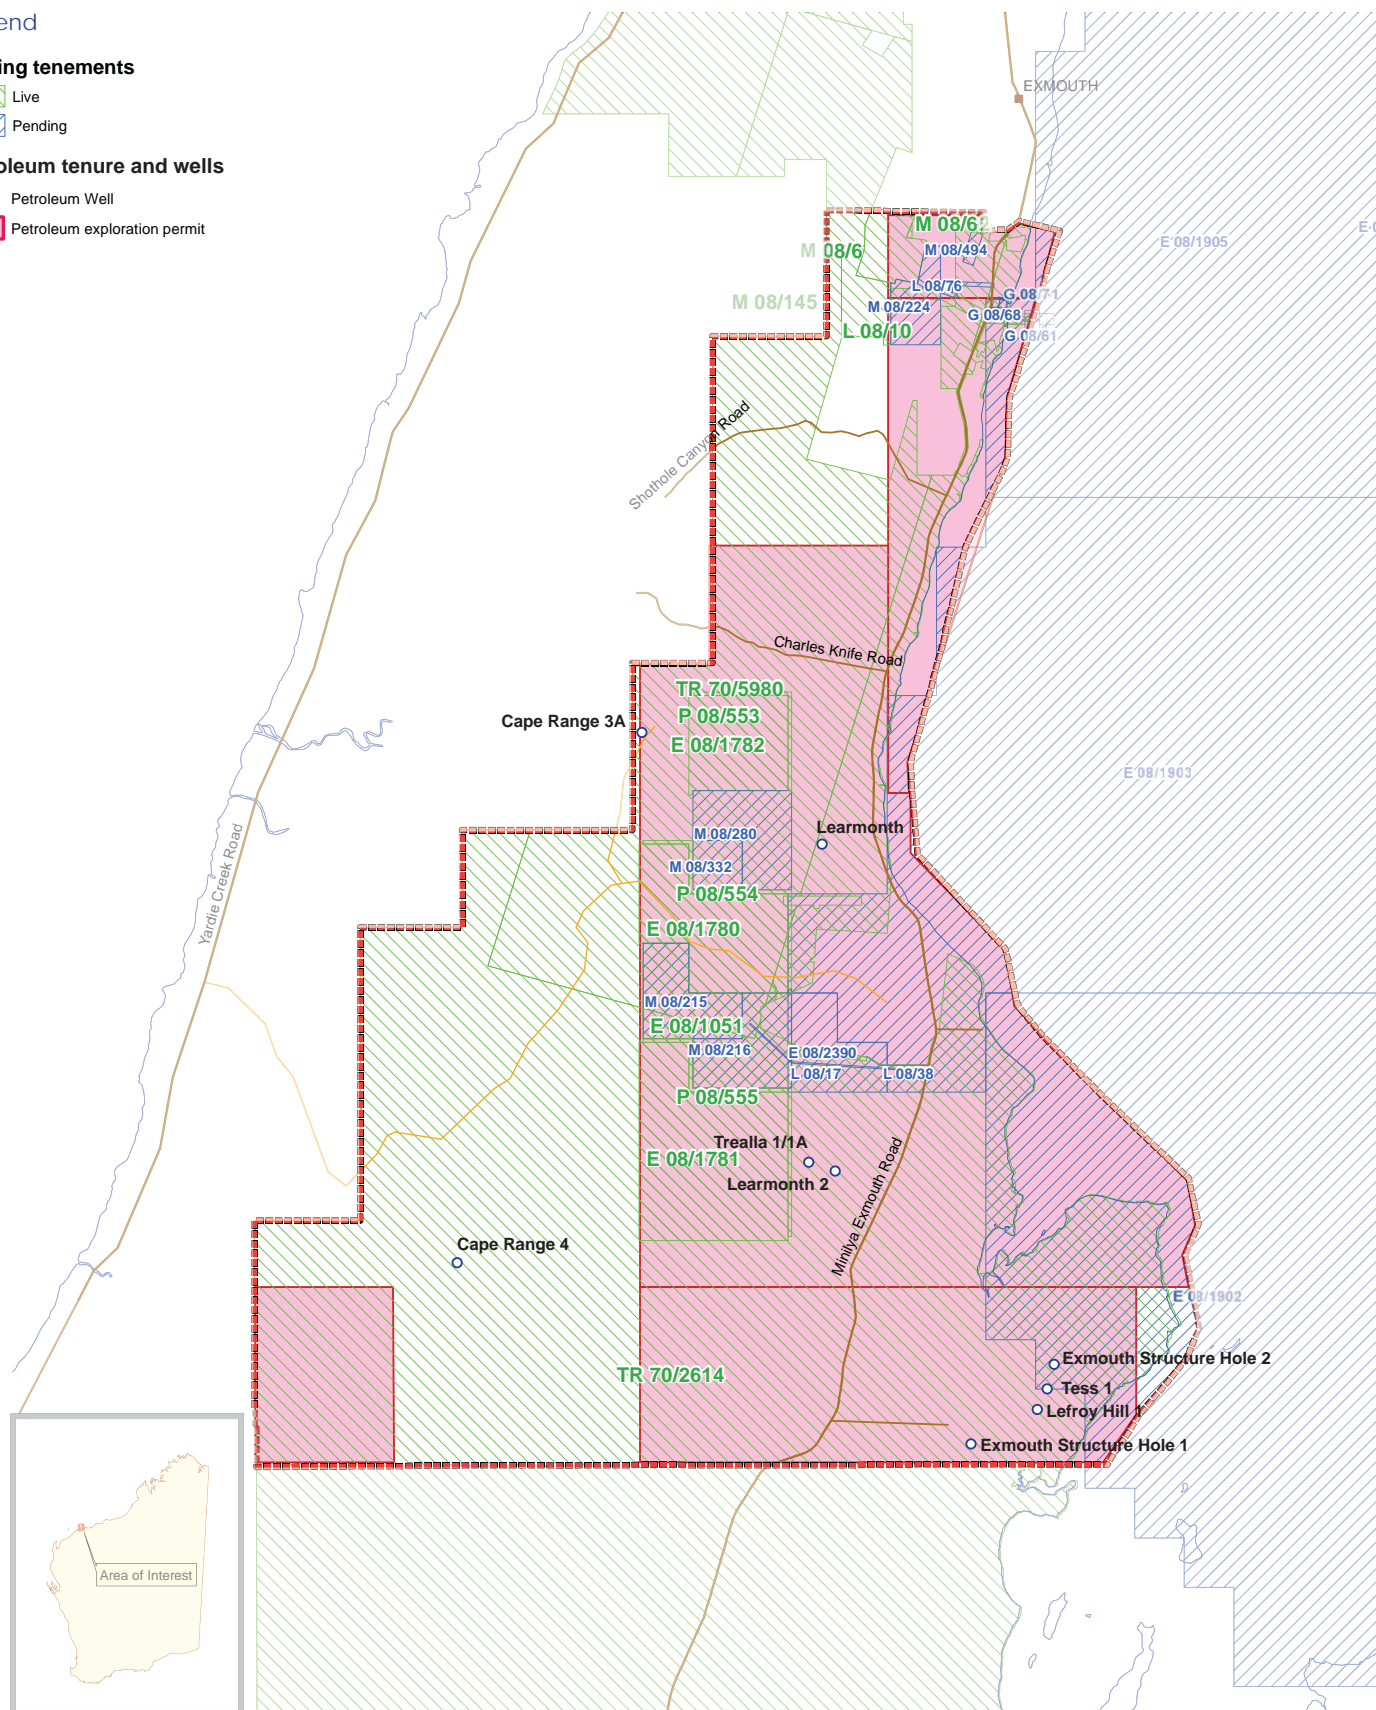 end
ing tenements
Live
Pending
oleum tenure and wells
Petroleum Well
Petroleum exploration permit
EXMOUTH
M 08/62
M 08/6
M 08/494
E 08/1905
L 08/76
G 08/71
M 08/145
M 08/224
G 08/68
L 08/10
G 08/61
Shothole Canyon Road
Charles Knife Road
TR 70/5980
P 08/553
Cape Range 3A
E 08/1782
E 08/1903
Learmonth
M 08/280
M 08/332
P 08/554
Yardie Creek Road
E 08/1780
M 08/215
E 08/1051
M 08/216
E 08/2390
L 08/17
L 08/38
P 08/555
Trealla 1/1A
E 08/1781
Learmonth 2
Minilya Exmouth Road
Cape Range 4
E 08/1902
Exmouth Structure Hole 2
TR 70/2614
Tess 1
Lefroy Hill 1
Exmouth Structure Hole 1
Area of Interest